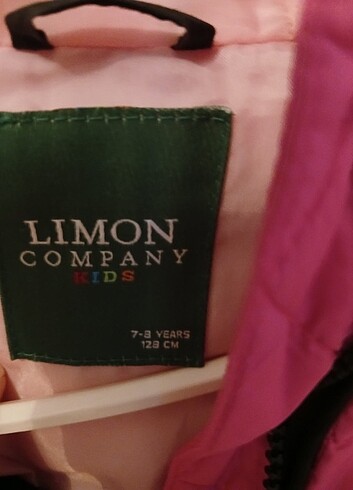 LIMON
COMPANY
KIDS
7-8 YEARS
128 CM